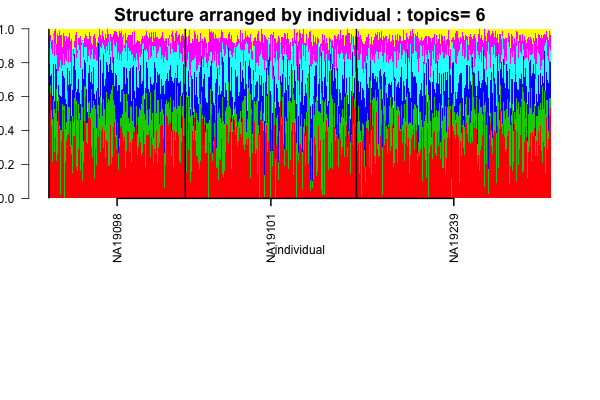 Structure arranged by individual : topics= 6
1.0
0.8
0.6
0.4
0.2
0.0
NA19098
NA19101
NA19239
individual